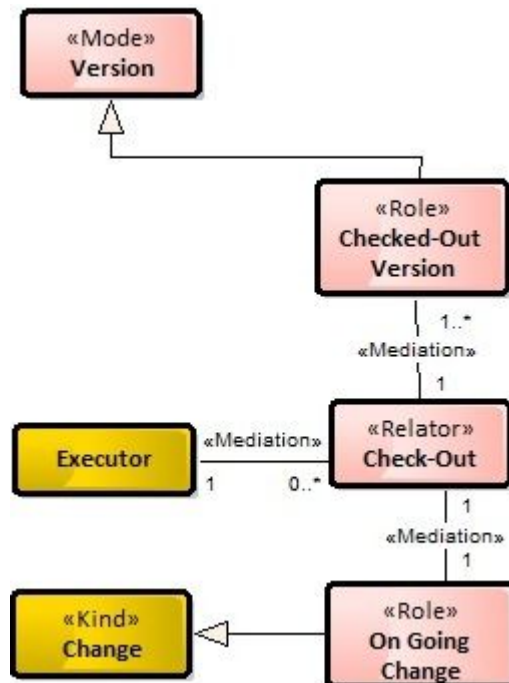 «Mode»
Version
«Role»
Checked-Out
Version
1..*
«Mediation»
1
«Mediation»
Executor
1
0..*
«Relator»
Check-Out
1
«Mediation»
1
«Kind»
Change
«Role»
On Going
Change